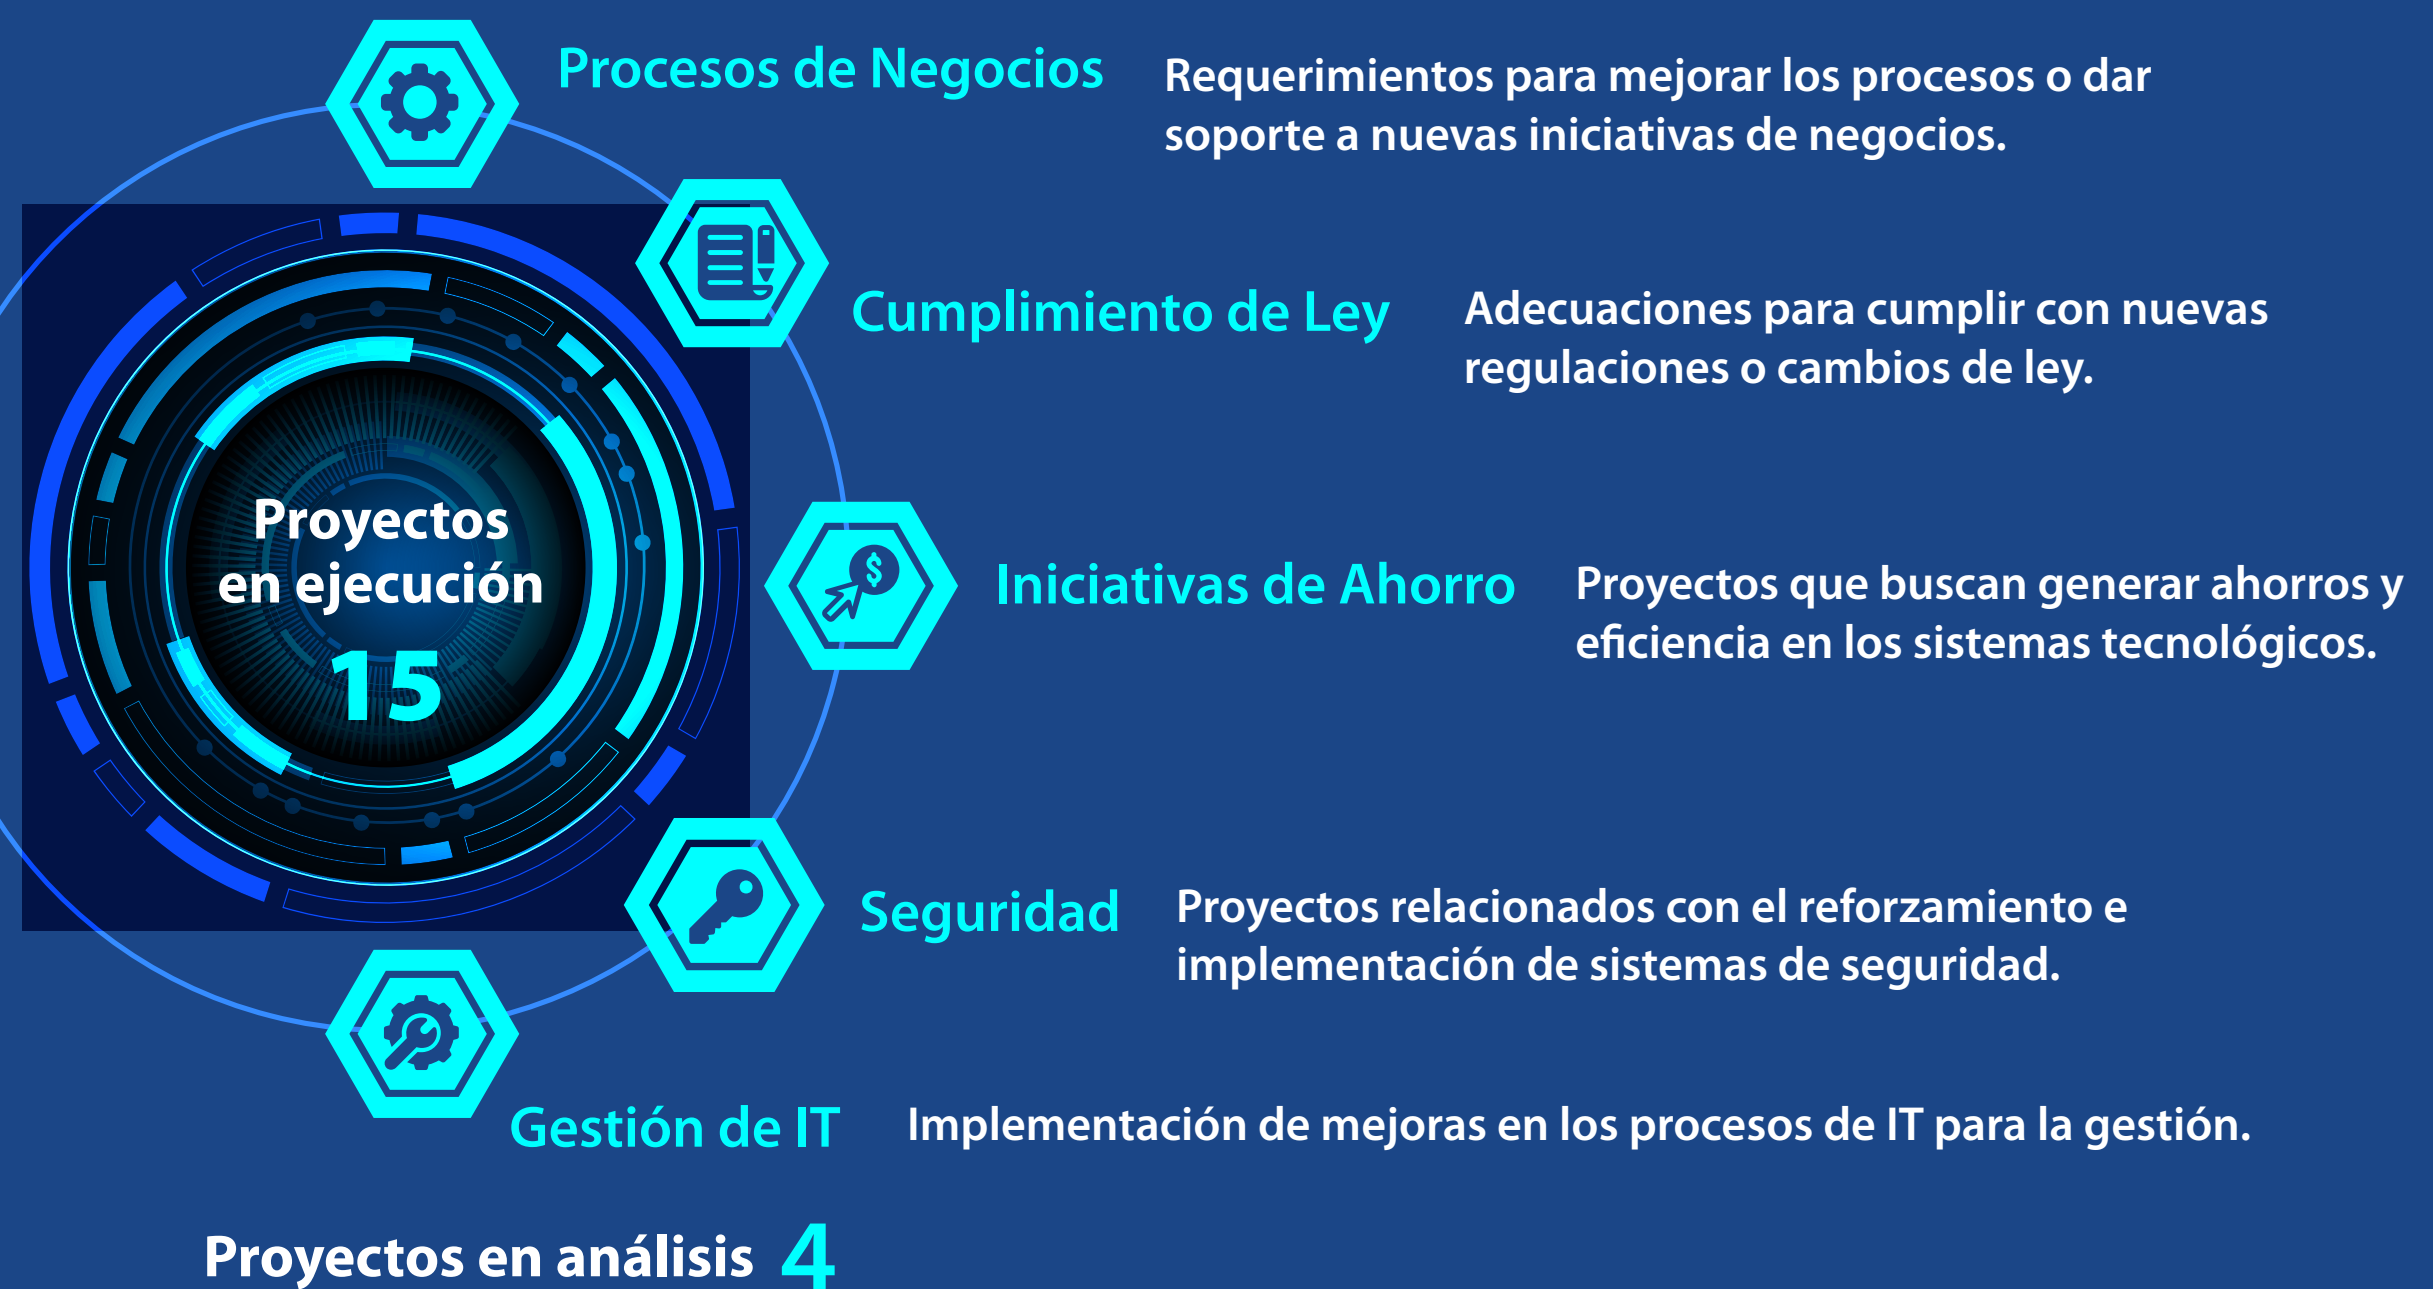 Procesos de Negocios
Requerimientos para mejorar los procesos o dar
soporte a nuevas iniciativas de negocios.
Cumplimiento de Ley
Adecuaciones para cumplir con nuevas
regulaciones o cambios de ley.
Proyectos
en ejecución
15
Iniciativas de Ahorro
Proyectos que buscan generar ahorros y
eficiencia en los sistemas tecnológicos.
$
Seguridad
Proyectos relacionados con el reforzamiento e
implementación de sistemas de seguridad.
Gestión de IT
Implementación de mejoras en los procesos de IT para la gestión.
Proyectos en análisis 4